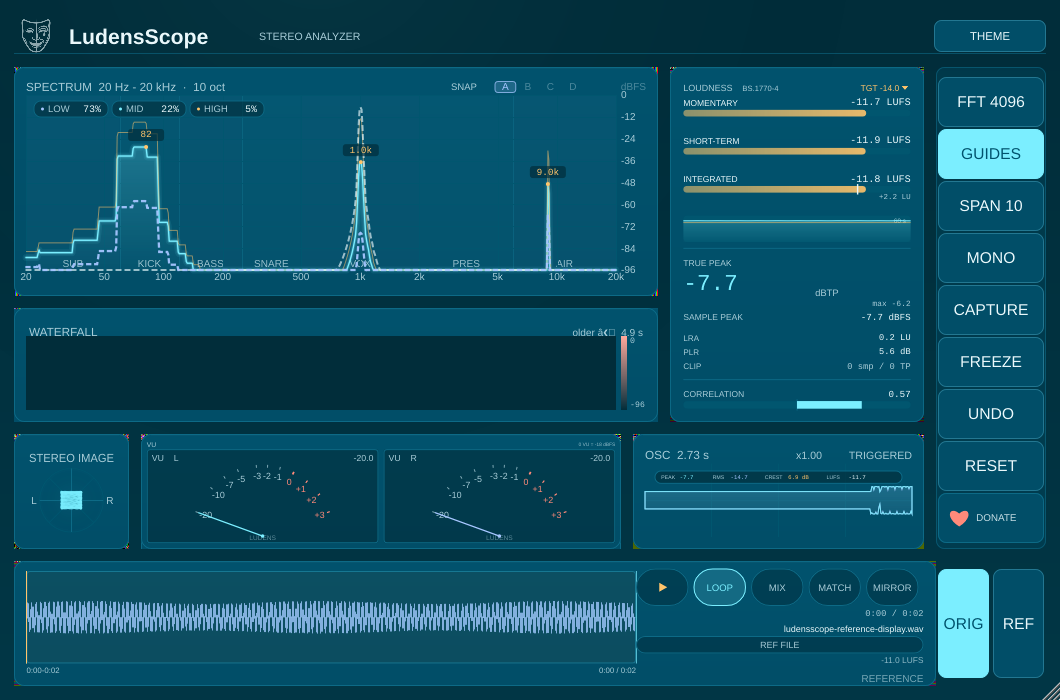 LudensScope
STEREO ANALYZER
THEME
SPECTRUM 20 Hz - 20 kHz · 10 oct
SNAP A B C D dBFS
LOW 73% MID 22% HIGH 5%
82
1.0k
9.0k
0
-12
-24
-36
-48
-60
-72
-84
-96
SUB KICK BASS SNARE VOX PRES AIR
20 50 100 200 500 1k 2k 5k 10k 20k
LOUDNESS BS.1770-4 TGT -14.0
MOMENTARY -11.7 LUFS
SHORT-TERM -11.9 LUFS
INTEGRATED -11.8 LUFS
+2.2 LU
TRUE PEAK
-7.7 dBTP
max -6.2
SAMPLE PEAK -7.7 dBFS
LRA 0.2 LU
PLR 5.6 dB
CLIP 0 smp / 0 TP
CORRELATION 0.57
FFT 4096
GUIDES
SPAN 10
MONO
CAPTURE
FREEZE
UNDO
RESET
DONATE
WATERFALL
older 4.9 s
0
-96
STEREO IMAGE
L R
VU
0 VU = -18 dBFS
VU L -20.0
-20 -10 -7 -5 -3 -2 -1 0 +1 +2 +3
LUDENS
VU R -20.0
-20 -10 -7 -5 -3 -2 -1 0 +1 +2 +3
LUDENS
OSC 2.73 s x1.00 TRIGGERED
PEAK -7.7 RMS -14.7 CREST 6.9 dB LUFS -11.7
LOOP MIX MATCH MIRROR
0:00 / 0:02
ludensscope-reference-display.wav
REF FILE
-11.0 LUFS
REFERENCE
0:00-0:02 0:00 / 0:02
ORIG REF